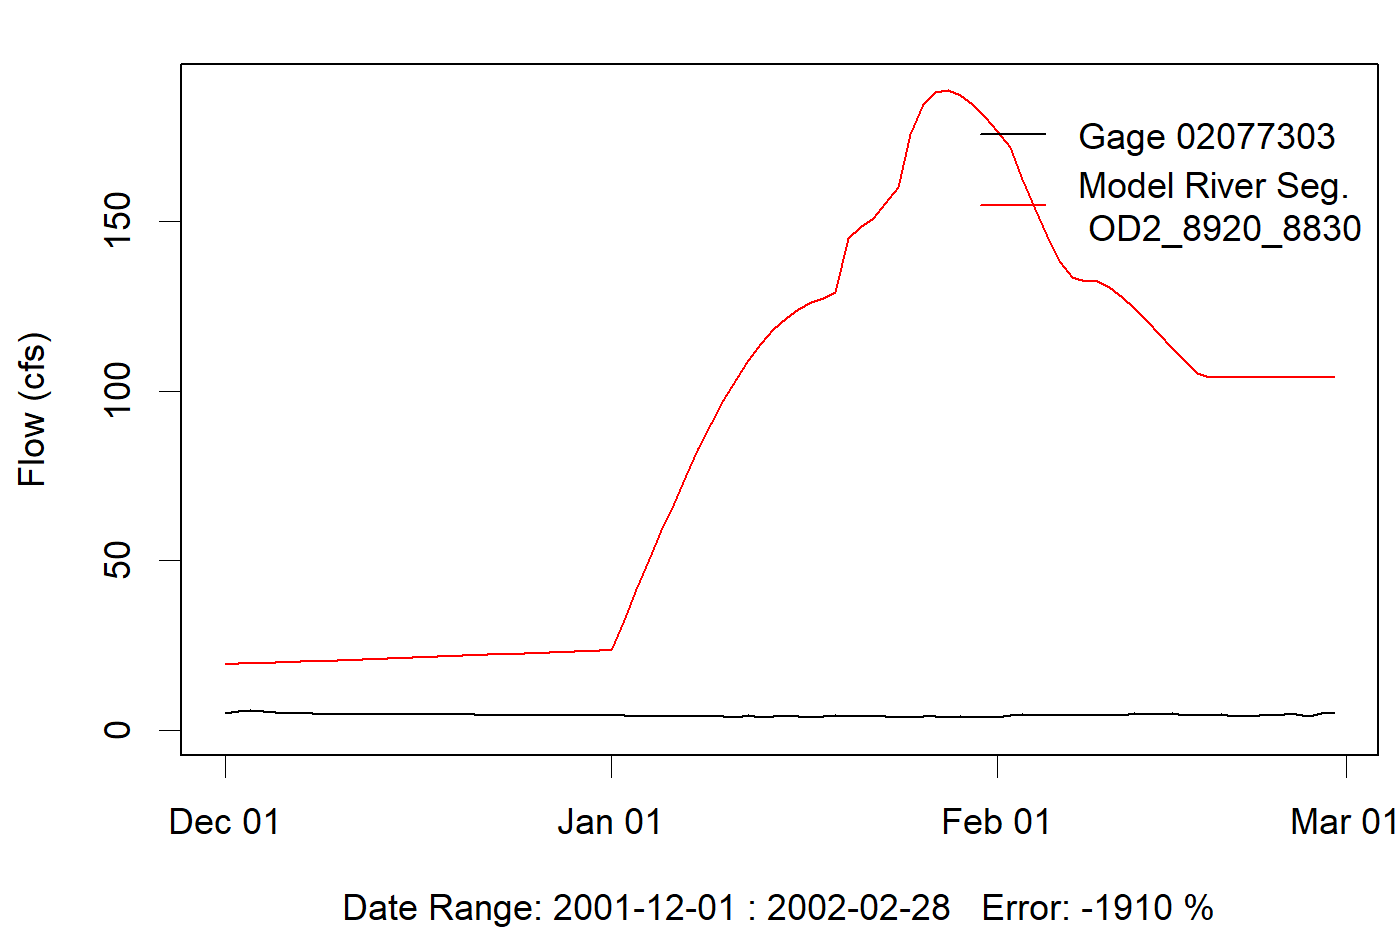 Gage 02077303
Model River Seg.
OD2_8920_8830
Flow (cfs)
150
100
50
0
Dec 01 Jan 01 Feb 01 Mar 01
Date Range: 2001-12-01 : 2002-02-28 Error: -1910 %